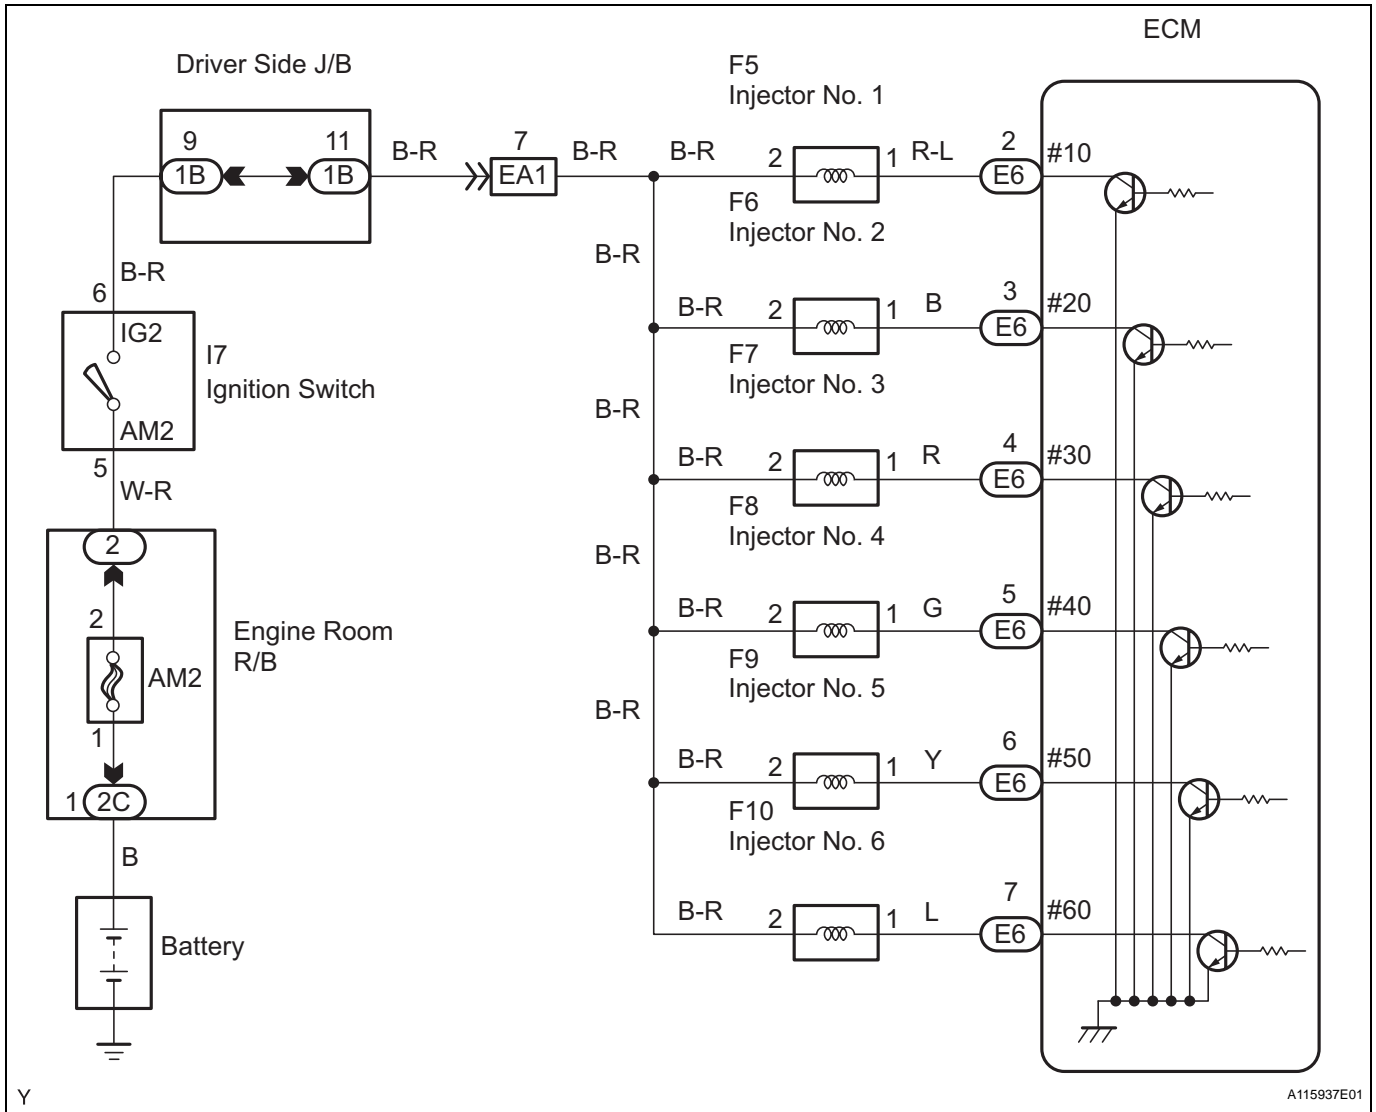 ECM
Driver Side J/B
F5
Injector No. 1
9
11
1B
1B
B-R
7
EA1
B-R
B-R
2
1
R-L
2
E6
#10
B-R
6
IG2
I7
Ignition Switch
AM2
5
W-R
B-R
F6
Injector No. 2
B-R
2
1
B
3
E6
#20
B-R
F7
Injector No. 3
B-R
2
1
R
4
E6
#30
B-R
F8
Injector No. 4
B-R
2
1
G
5
E6
#40
B-R
F9
Injector No. 5
B-R
2
1
Y
6
E6
#50
F10
Injector No. 6
B-R
2
1
L
7
E6
#60
2
2
Engine Room
R/B
AM2
1
1
2C
B
Battery
Y
A115937E01